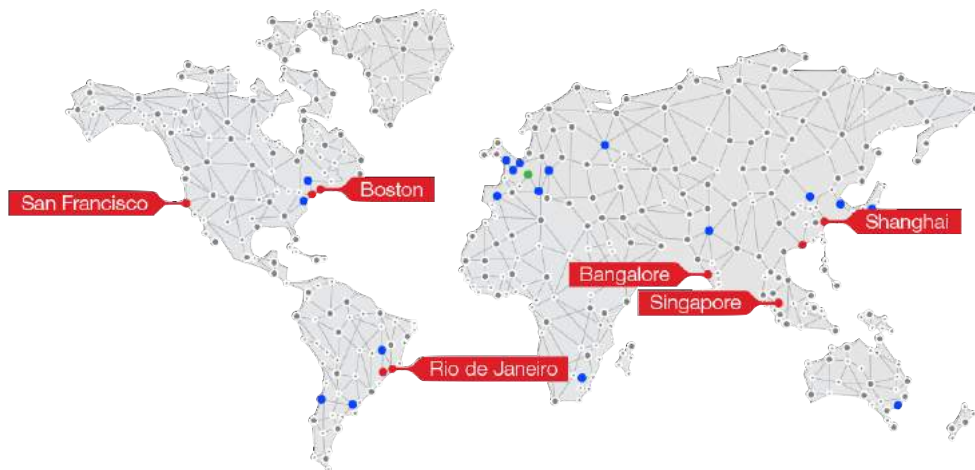 Boston
San Francisco
Shanghai
Bangalore
Singapore
Rio de Janeiro